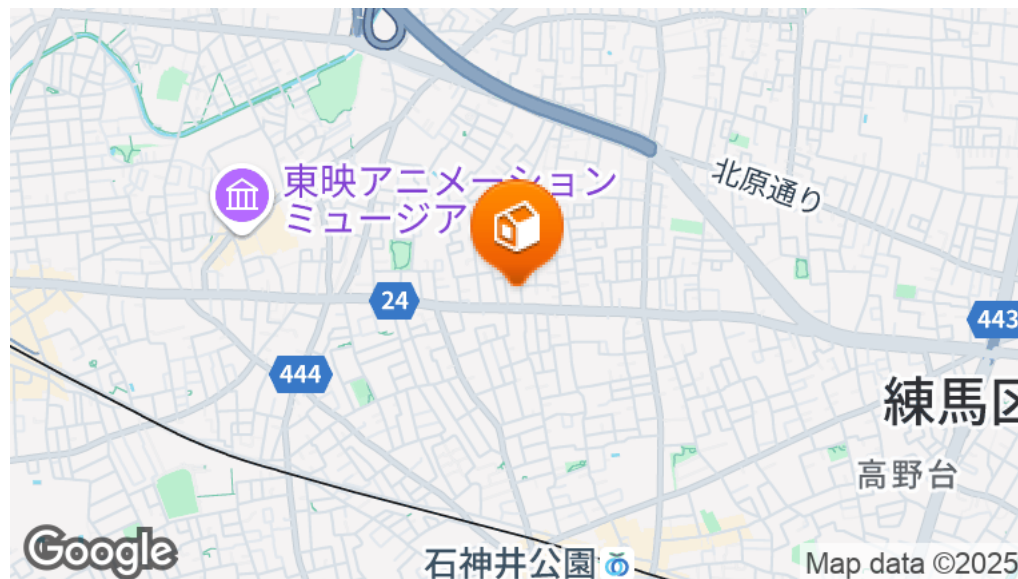 東映アニメーション
ミュージア
北原通り
24
443
444
練馬区
高野台
石神井公園
Google
Map data ©2025